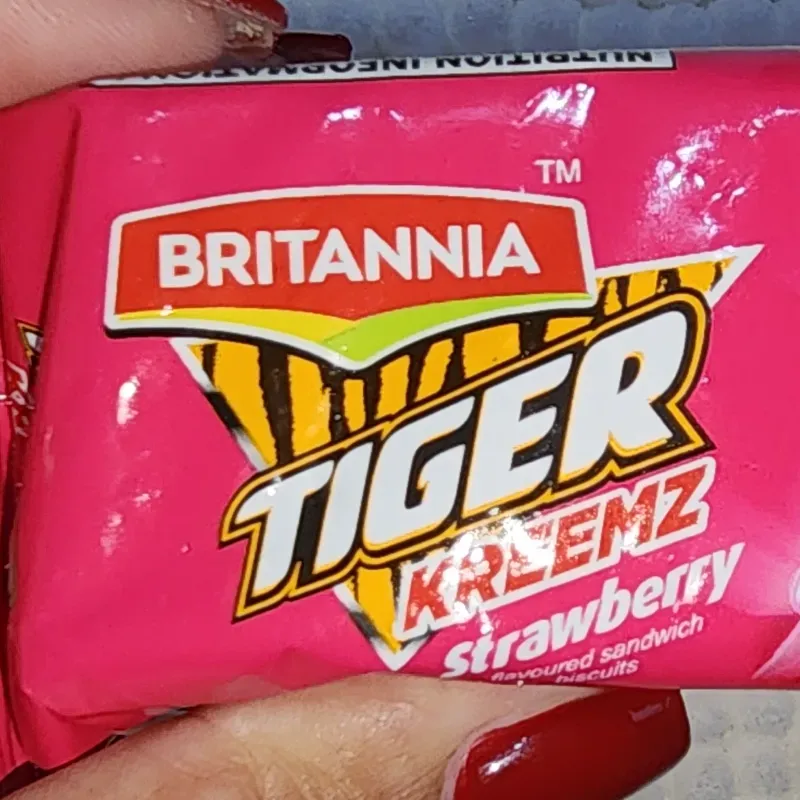 NUTRITION INFORMATION
TM
BRITANNIA
TIGER
KREEMZ
Strawberry
flavoured sandwich
biscuits